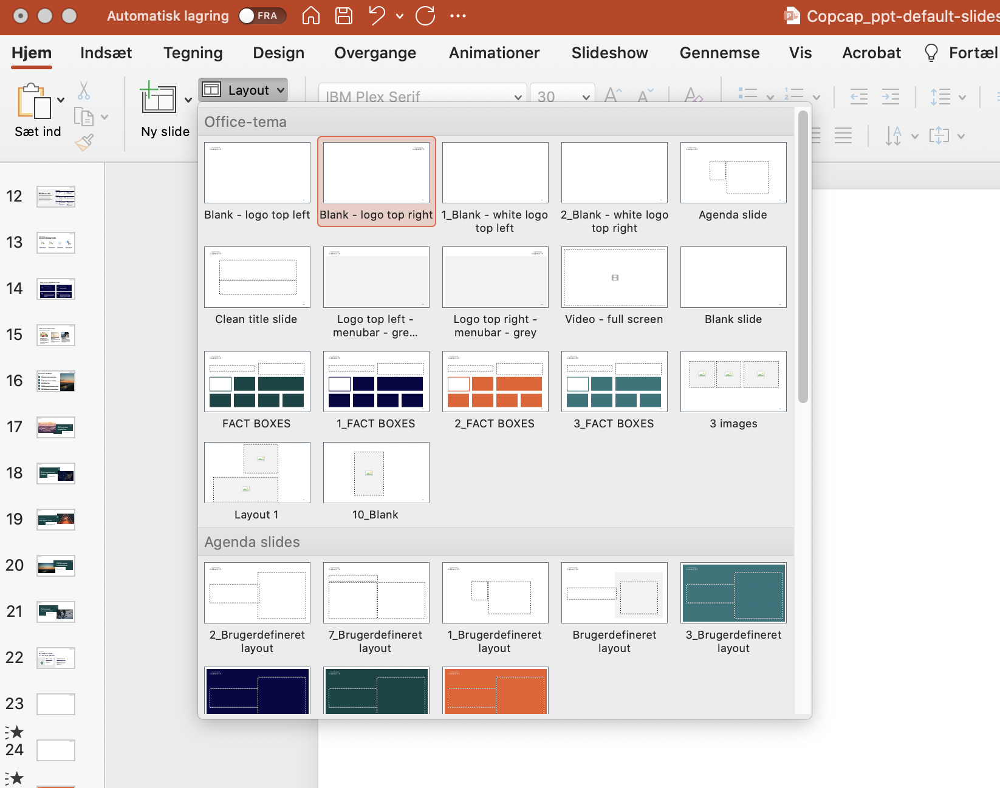 Automatisk lagring FRA Copcap_ppt-default-slides
Hjem Indsæt Tegning Design Overgange Animationer Slideshow Gennemse Vis Acrobat Fortæl
Sæt ind
Ny slide
Layout
IBM Plex Serif 30
Office-tema
Blank - logo top left
Blank - logo top right
1_Blank - white logo
top left
2_Blank - white logo
top right
Agenda slide
Clean title slide
Logo top left -
menubar - gre...
Logo top right -
menubar - grey
Video - full screen
Blank slide
FACT BOXES
1_FACT BOXES
2_FACT BOXES
3_FACT BOXES
3 images
Layout 1
10_Blank
Agenda slides
2_Brugerdefineret
layout
7_Brugerdefineret
layout
1_Brugerdefineret
layout
Brugerdefineret
layout
3_Brugerdefineret
layout
12
13
14
15
16
17
18
19
20
21
22
23
24